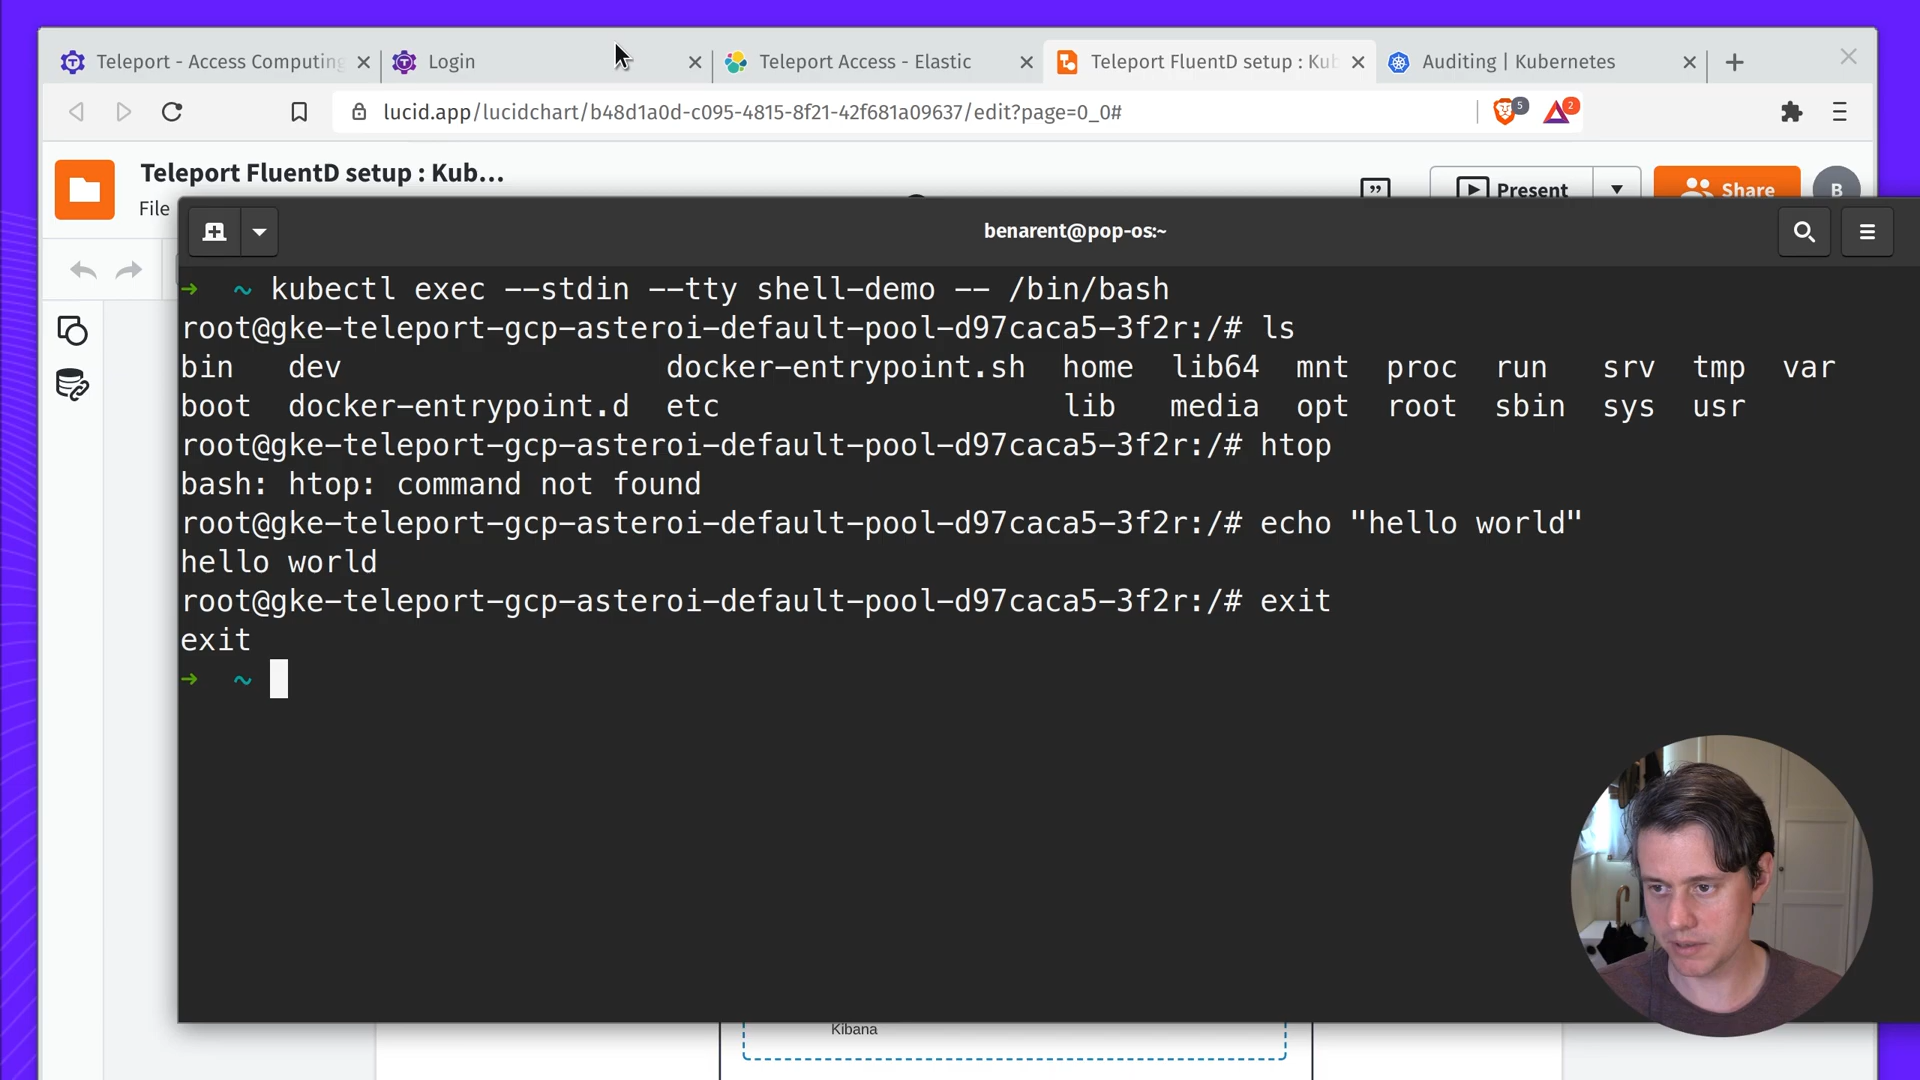 Teleport - Access Computing
Login
Teleport Access - Elastic
Teleport FluentD setup : Kub
Auditing | Kubernetes
lucid.app/lucidchart/b48d1a0d-c095-4815-8f21-42f681a09637/edit?page=0_0#
5
2
Teleport FluentD setup : Kub...
File
Present
Share
B
benarent@pop-os:~
➜ ~ kubectl exec --stdin --tty shell-demo -- /bin/bash
root@gke-teleport-gcp-asteroi-default-pool-d97caca5-3f2r:/# ls
bin dev docker-entrypoint.sh home lib64 mnt proc run srv tmp var
boot docker-entrypoint.d etc lib media opt root sbin sys usr
root@gke-teleport-gcp-asteroi-default-pool-d97caca5-3f2r:/# htop
bash: htop: command not found
root@gke-teleport-gcp-asteroi-default-pool-d97caca5-3f2r:/# echo "hello world"
hello world
root@gke-teleport-gcp-asteroi-default-pool-d97caca5-3f2r:/# exit
exit
➜ ~
Kibana